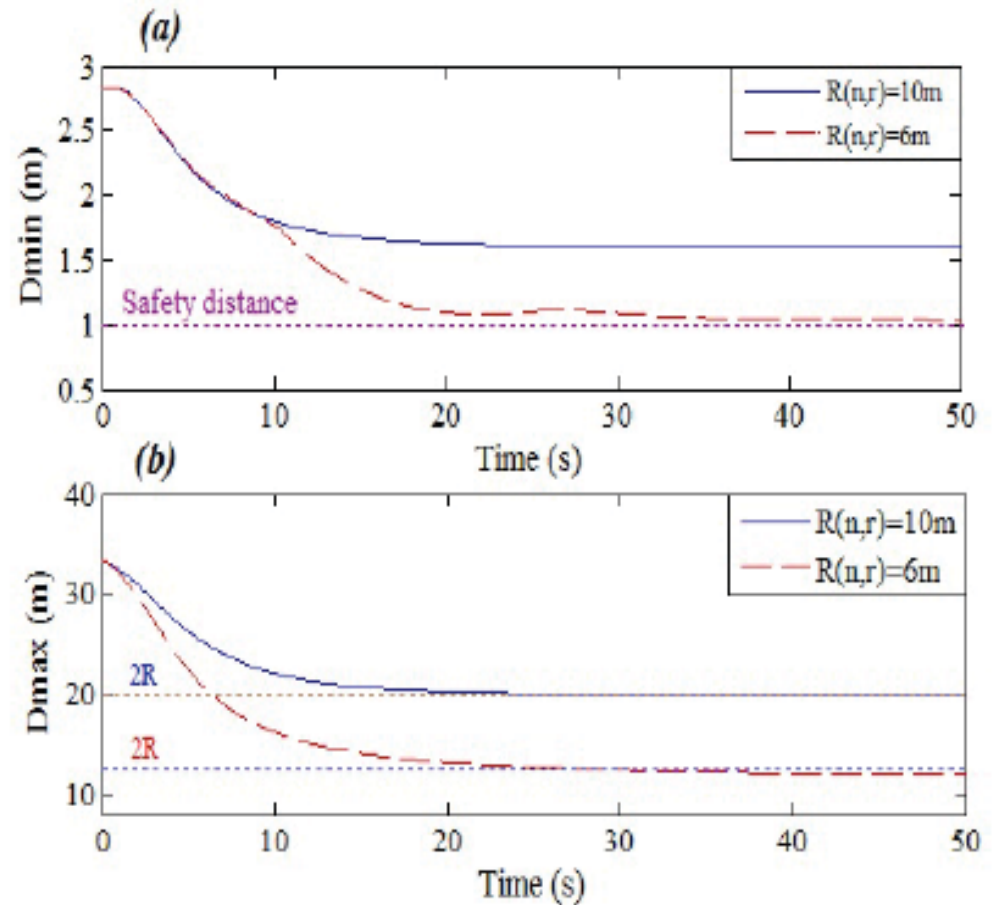 (a)
3
2.5
2
1.5
1
0.5
Dmin (m)
R(n,r)=10m
R(n,r)=6m
Safety distance
0 10 20 30 40 50
Time (s)
(b)
40
30
20
10
Dmax (m)
R(n,r)=10m
R(n,r)=6m
2R
2R
0 10 20 30 40 50
Time (s)